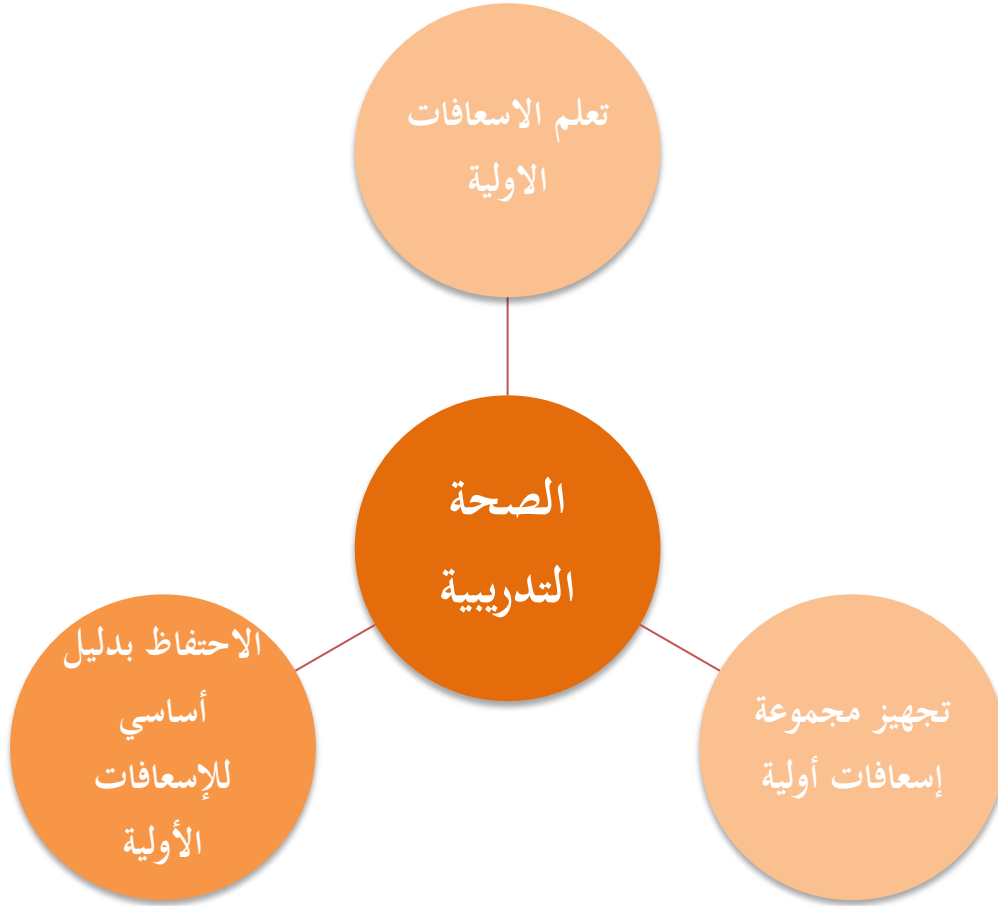 تعلم الاسعافات
الاولية
الصحة
التدريبية
تجهيز مجموعة
إسعافات أولية
الاحتفاظ بدليل
أساسي
للإسعافات
الأولية